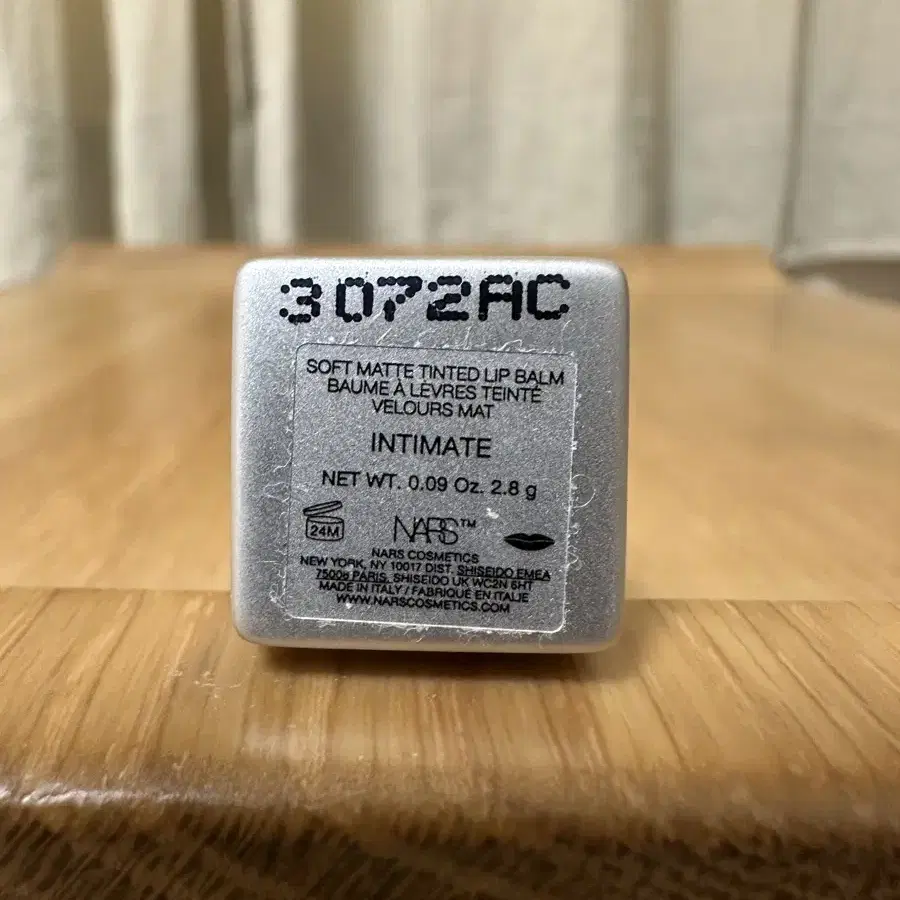 3072AC
SOFT MATTE TINTED LIP BALM
BAUME À LÈVRES TEINTÉ
VELOURS MAT
INTIMATE
NET WT. 0.09 Oz. 2.8 g
24M
NARS™
NARS COSMETICS
NEW YORK, NY 10017 DIST. SHISEIDO EMEA
75008 PARIS. SHISEIDO UK WC2N 6HT
MADE IN ITALY / FABRIQUÉ EN ITALIE
WWW.NARSCOSMETICS.COM